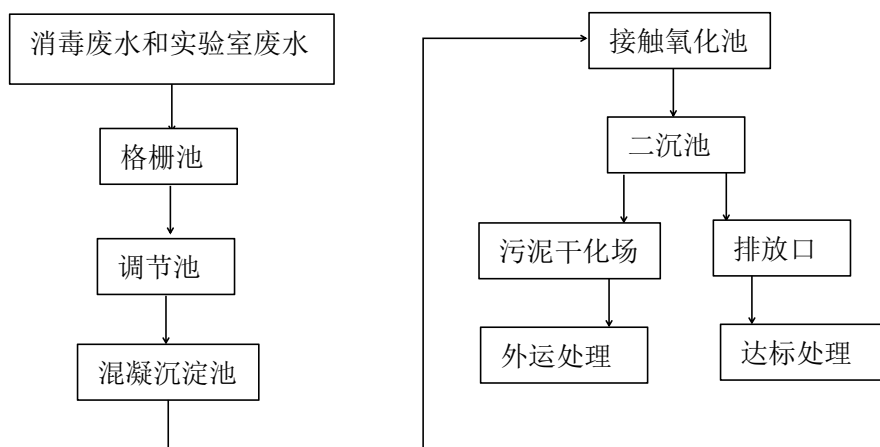 消毒废水和实验室废水
格栅池
调节池
混凝沉淀池
接触氧化池
二沉池
污泥干化场
排放口
外运处理
达标处理